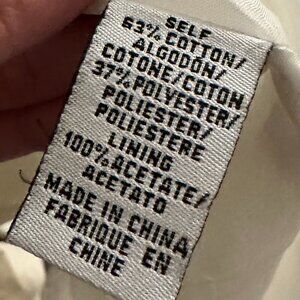 SELF
63% COTTON/
ALGODON/
COTONE/COTON
37% POLYESTER/
POLIESTER/
POLIESTERE
LINING
100% ACETATE/
ACETATO
MADE IN CHINA
FABRIQUE EN
CHINE